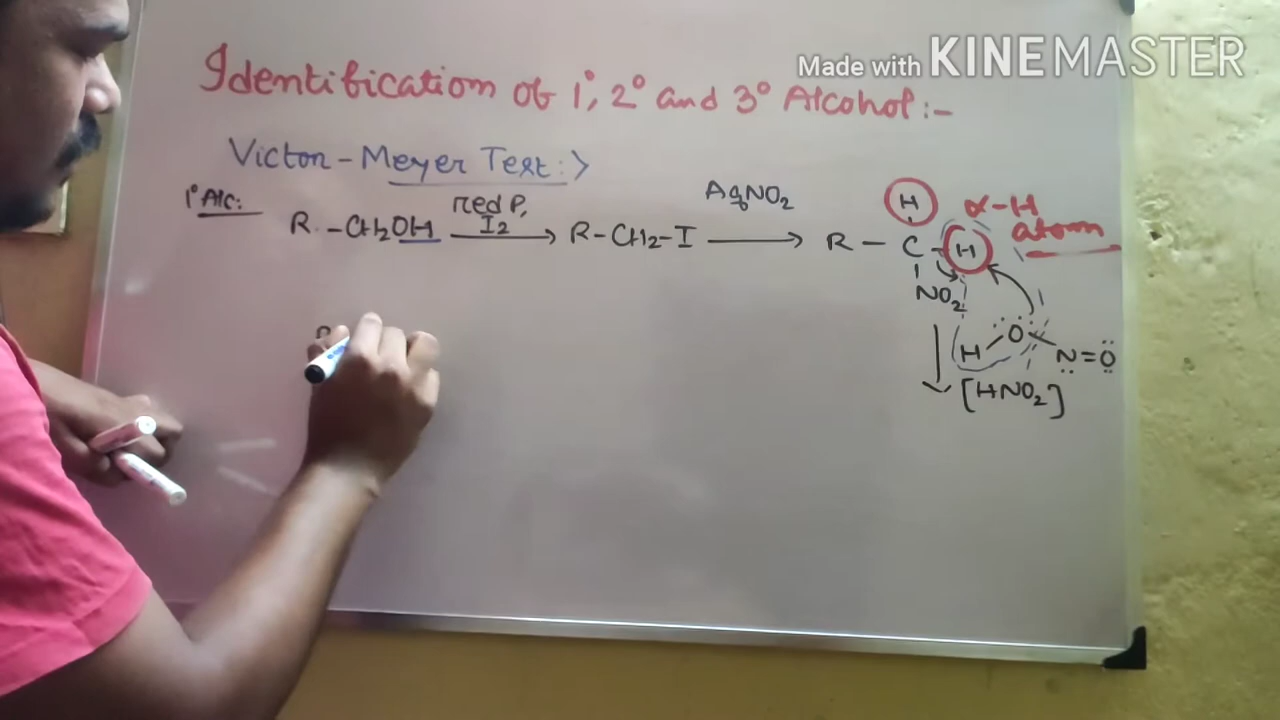 Made with KINEMASTER
Identification of 1°, 2° and 3° Alcohol:-
Victor-Meyer Test:>
1° Alc:
R-CH2OH red P, I2 → R-CH2-I AgNO2 → R-C-H
H
NO2
α-H
atom
H-O-N=O
[HNO2]